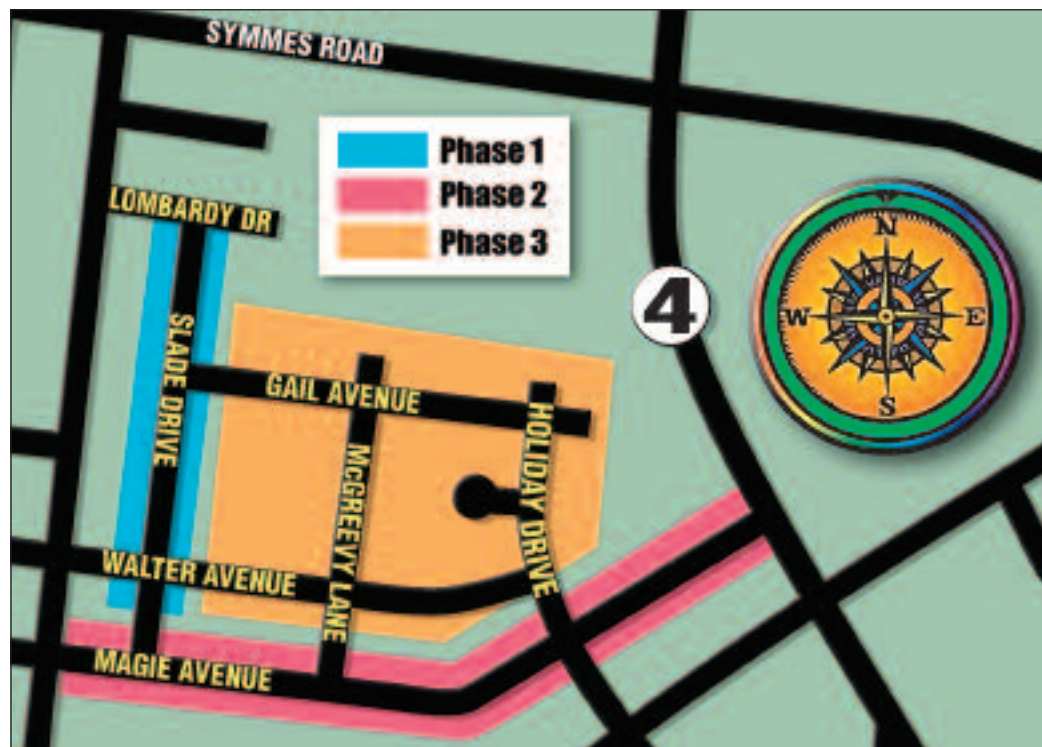 SYMMES ROAD
Phase 1
Phase 2
Phase 3
LOMBARDY DR
N
W
E
S
4
SLADE DRIVE
GAIL AVENUE
HOLIDAY DRIVE
McGREEVY LANE
WALTER AVENUE
MAGIE AVENUE